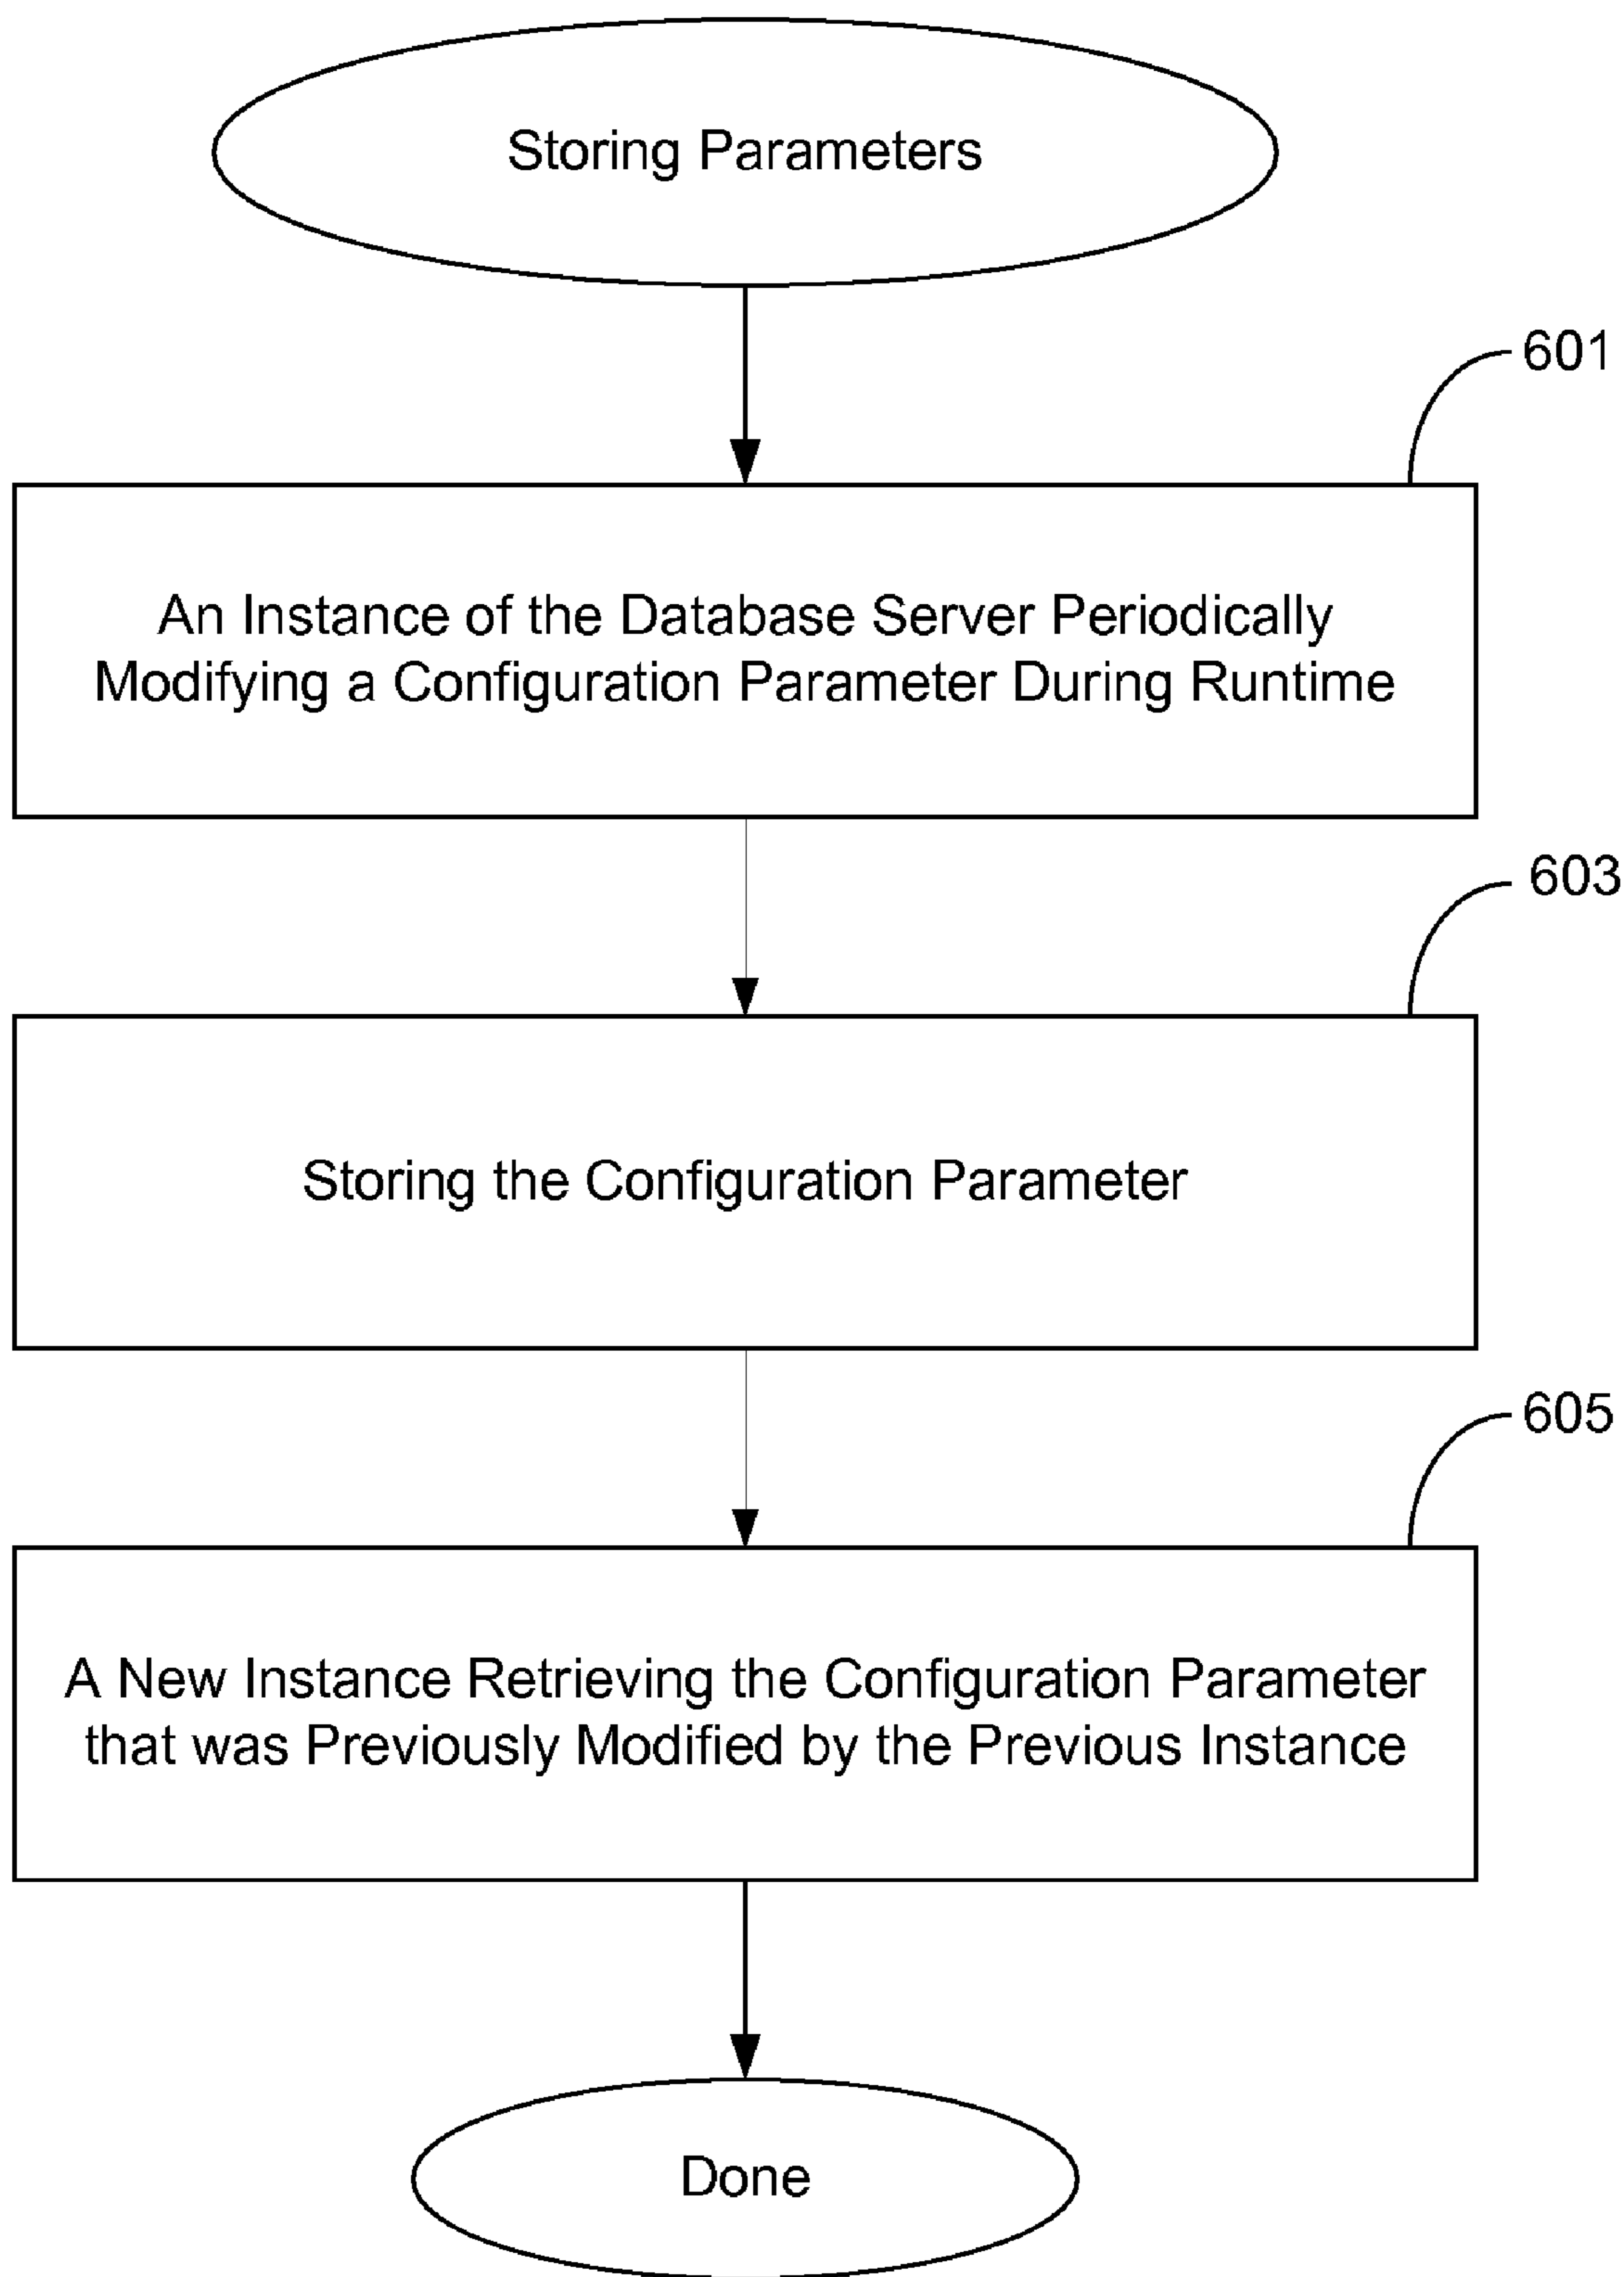 Storing Parameters
601
An Instance of the Database Server Periodically
Modifying a Configuration Parameter During Runtime
603
Storing the Configuration Parameter
605
A New Instance Retrieving the Configuration Parameter
that was Previously Modified by the Previous Instance
Done